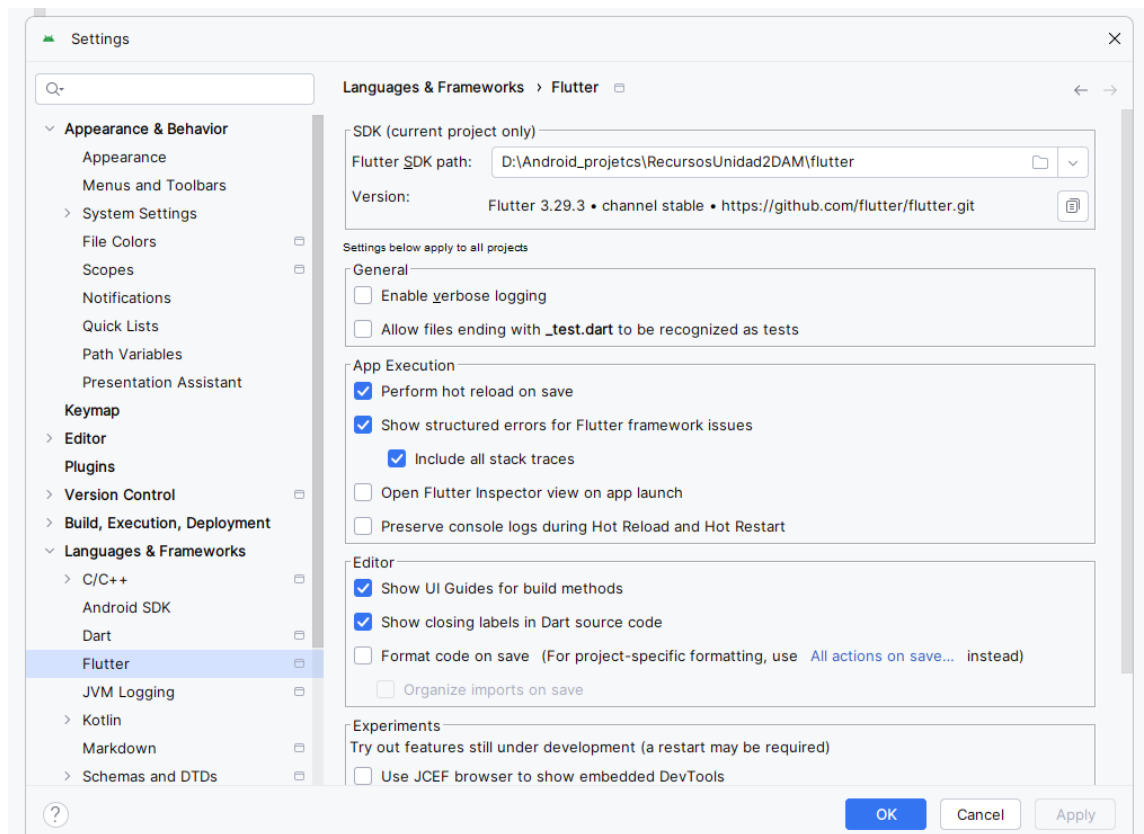 Settings
Languages & Frameworks › Flutter
Appearance & Behavior
Appearance
Menus and Toolbars
System Settings
File Colors
Scopes
Notifications
Quick Lists
Path Variables
Presentation Assistant
Keymap
Editor
Plugins
Version Control
Build, Execution, Deployment
Languages & Frameworks
C/C++
Android SDK
Dart
Flutter
JVM Logging
Kotlin
Markdown
Schemas and DTDs
SDK (current project only)
Flutter SDK path: D:\Android_projetcs\RecursosUnidad2DAM\flutter
Version: Flutter 3.29.3 • channel stable • https://github.com/flutter/flutter.git
Settings below apply to all projects
General
Enable verbose logging
Allow files ending with _test.dart to be recognized as tests
App Execution
Perform hot reload on save
Show structured errors for Flutter framework issues
Include all stack traces
Open Flutter Inspector view on app launch
Preserve console logs during Hot Reload and Hot Restart
Editor
Show UI Guides for build methods
Show closing labels in Dart source code
Format code on save (For project-specific formatting, use All actions on save... instead)
Organize imports on save
Experiments
Try out features still under development (a restart may be required)
Use JCEF browser to show embedded DevTools
?
OK
Cancel
Apply